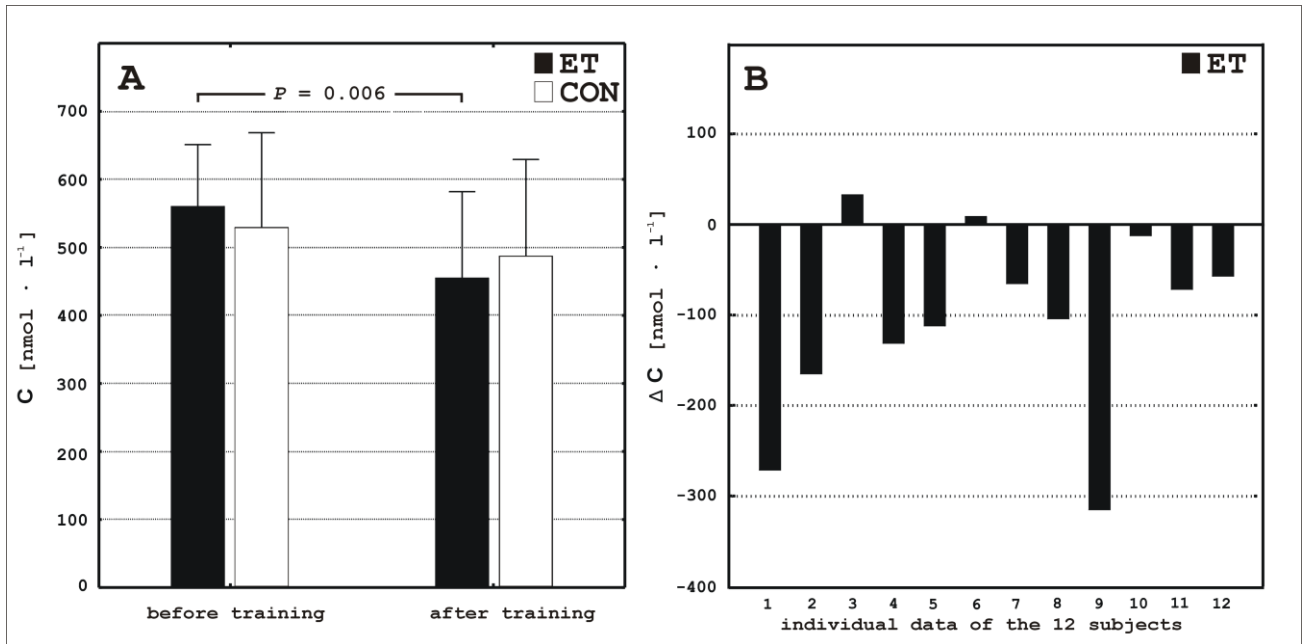 A
ET
CON
P = 0.006
700
600
500
400
300
200
100
0
C [nmol · l⁻¹]
before training after training
B
ET
100
0
-100
-200
-300
-400
Δ C [nmol · l⁻¹]
1 2 3 4 5 6 7 8 9 10 11 12
individual data of the 12 subjects